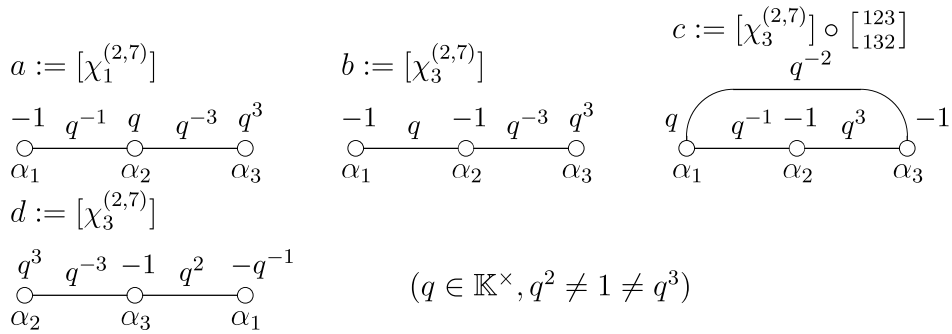 a := [χ_1^{(2,7)}]
−1 q^{−1} q q^{−3} q^3
α_1 α_2 α_3
b := [χ_3^{(2,7)}]
−1 q −1 q^{−3} q^3
α_1 α_2 α_3
c := [χ_3^{(2,7)}] ∘ [123 132]
q^{−2}
q q^{−1} −1 q^3 −1
α_1 α_2 α_3
d := [χ_3^{(2,7)}]
q^3 q^{−3} −1 q^2 −q^{−1}
α_2 α_3 α_1
(q ∈ 𝕂^×, q^2 ≠ 1 ≠ q^3)